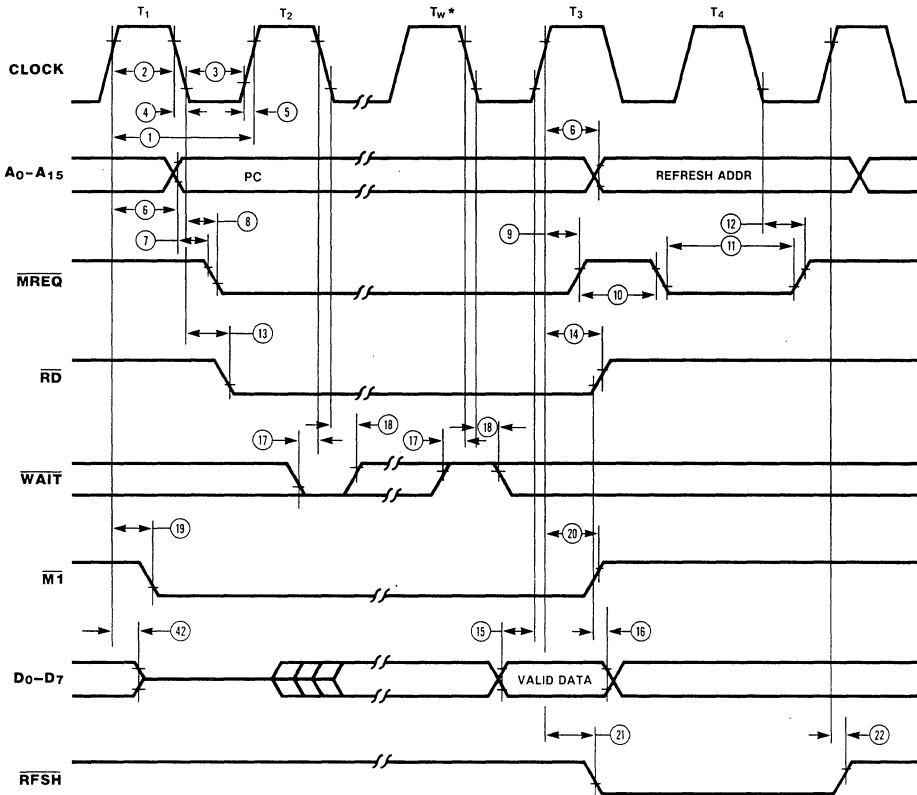 T1 T2 Tw* T3 T4
CLOCK
2 3
4 5
1 6
A0–A15 PC REFRESH ADDR
6 8 12
7 9 11
MREQ 10
13 14
RD
17 18 17 18
WAIT
19 20
M1
42 15 16
D0–D7 VALID DATA
21 22
RFSH